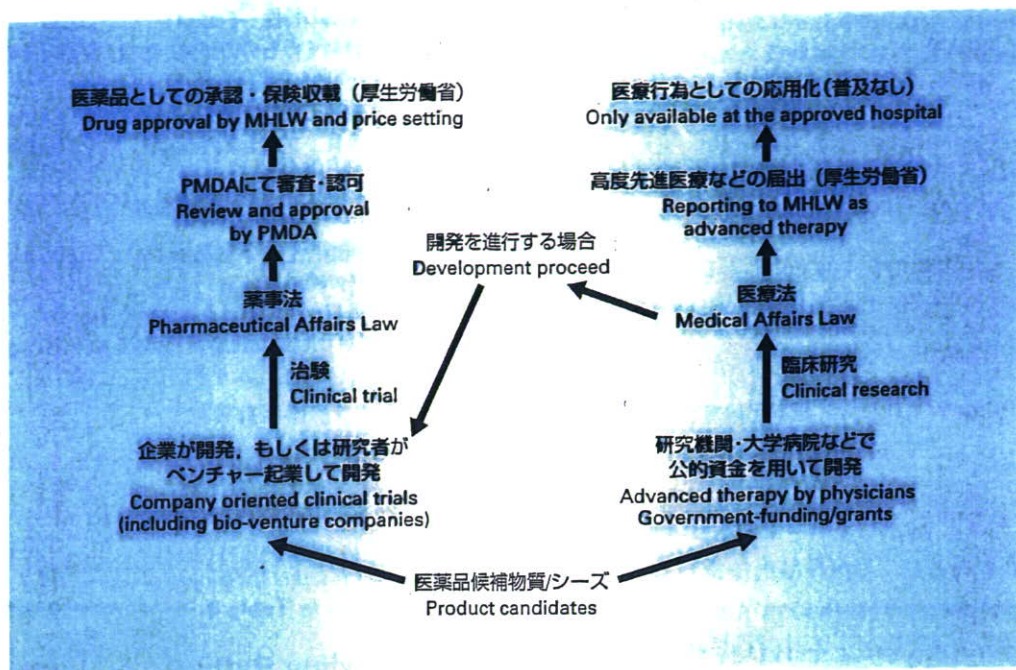 医薬品としての承認・保険収載（厚生労働省）
Drug approval by MHLW and price setting
PMDAにて審査・認可
Review and approval
by PMDA
薬事法
Pharmaceutical Affairs Law
治験
Clinical trial
企業が開発，もしくは研究者が
ベンチャー起業して開発
Company oriented clinical trials
(including bio-venture companies)
開発を進行する場合
Development proceed
医療行為としての応用化（普及なし）
Only available at the approved hospital
高度先進医療などの届出（厚生労働省）
Reporting to MHLW as
advanced therapy
医療法
Medical Affairs Law
臨床研究
Clinical research
研究機関・大学病院などで
公的資金を用いて開発
Advanced therapy by physicians
Government-funding/grants
医薬品候補物質/シーズ
Product candidates